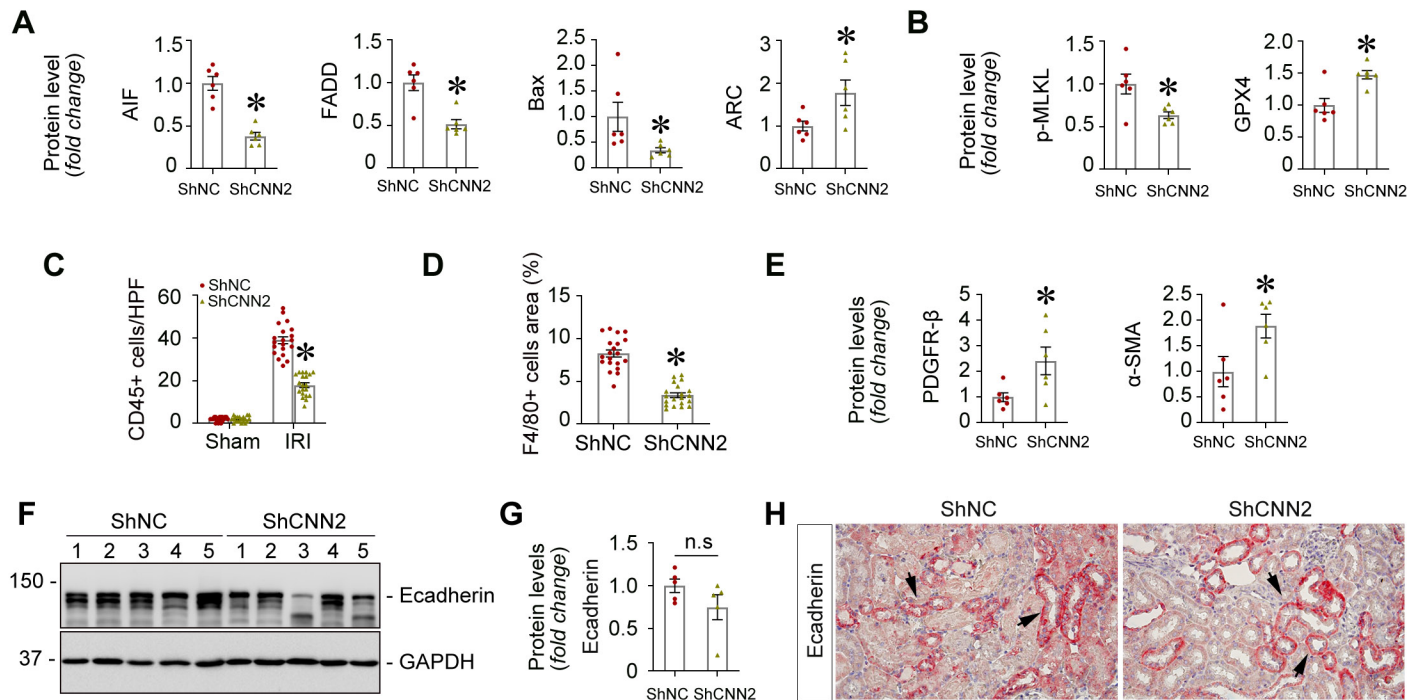 A
Protein level
(fold change)
AIF
1.5
1.0
0.5
0
*
ShNC ShCNN2
FADD
1.5
1.0
0.5
0
*
ShNC ShCNN2
Bax
2.5
2.0
1.5
1.0
0.5
0
*
ShNC ShCNN2
ARC
3
2
1
0
*
ShNC ShCNN2
B
Protein level
(fold change)
p-MLKL
1.5
1.0
0.5
0
*
ShNC ShCNN2
GPX4
2.0
1.5
1.0
0.5
0
*
ShNC ShCNN2
C
CD45+ cells/HPF
ShNC
ShCNN2
60
40
20
0
*
Sham IRI
D
F4/80+ cells area (%)
15
10
5
0
*
ShNC ShCNN2
E
Protein levels
(fold change)
PDGFR-β
5
4
3
2
1
0
*
ShNC ShCNN2
α-SMA
2.5
2.0
1.5
1.0
0.5
0
*
ShNC ShCNN2
F
ShNC ShCNN2
1 2 3 4 5 1 2 3 4 5
150 -
- Ecadherin
37 -
- GAPDH
G
Protein levels
(fold change)
Ecadherin
1.5
1.0
0.5
0
n.s
ShNC ShCNN2
H
ShNC ShCNN2
Ecadherin